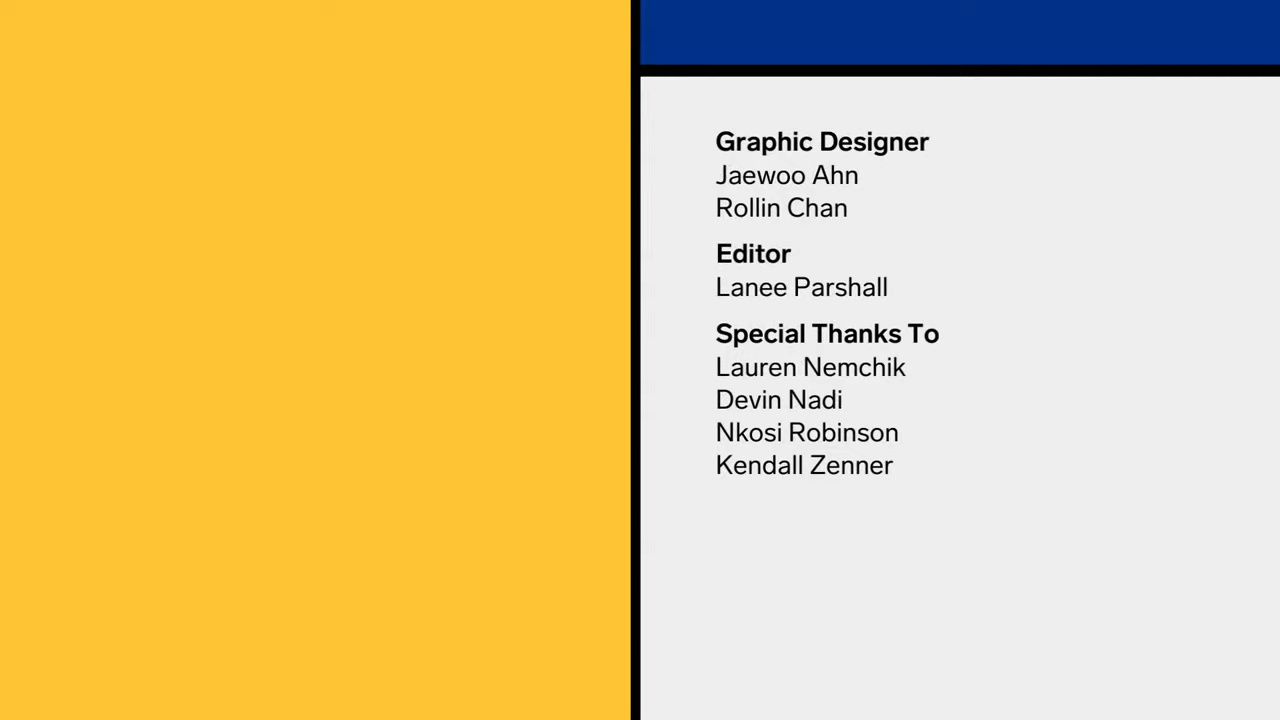 Graphic Designer
Jaewoo Ahn
Rollin Chan
Editor
Lanee Parshall
Special Thanks To
Lauren Nemchik
Devin Nadi
Nkosi Robinson
Kendall Zenner